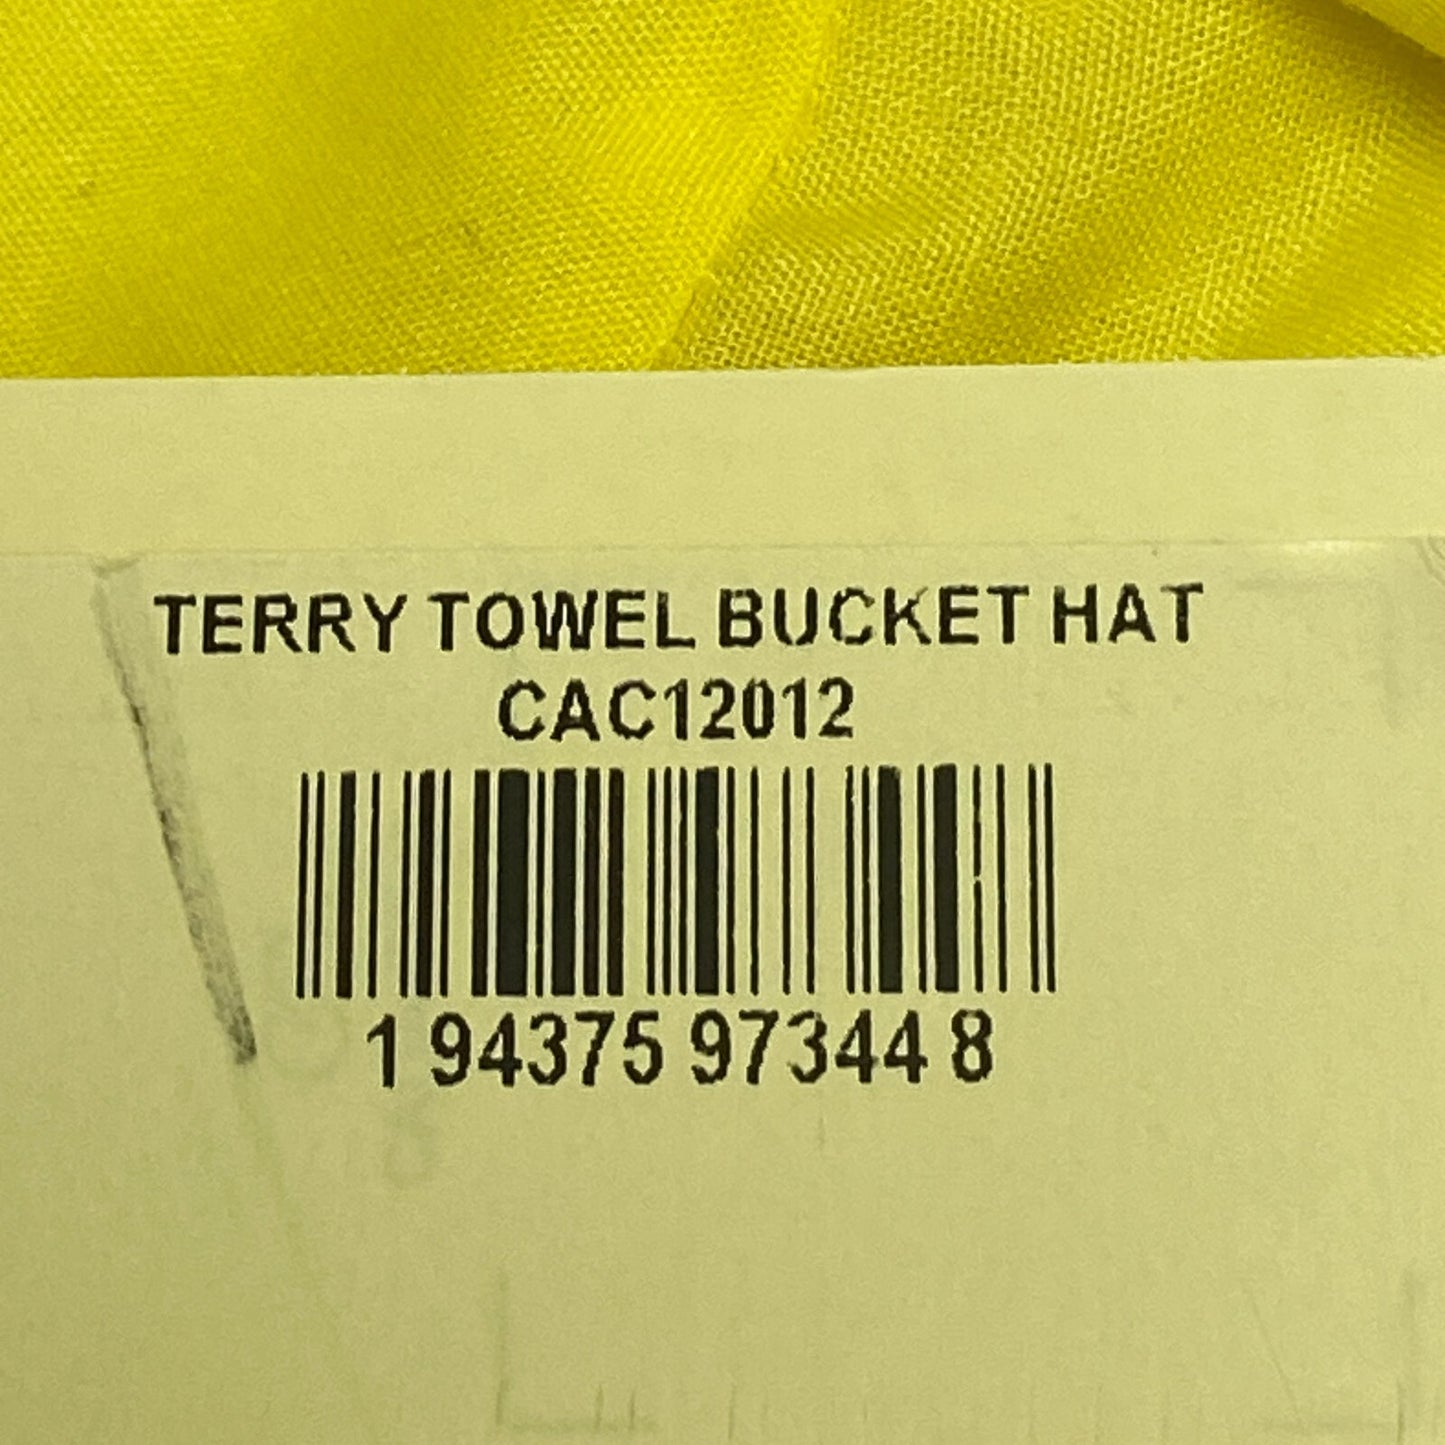 TERRY TOWEL BUCKET HAT
CAC12012
1 94375 97344 8